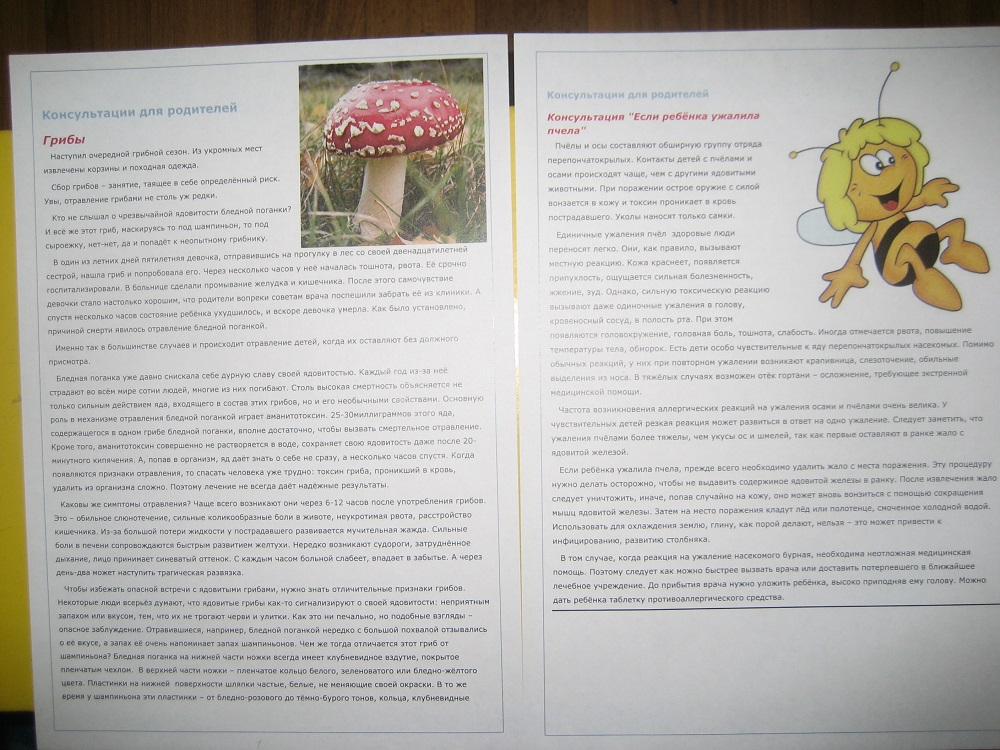 Консультации для родителей
Грибы
Наступил очередной грибной сезон. Из укромных мест
извлечены корзины и походная одежда.
Сбор грибов – занятие, таящее в себе определённый риск.
Увы, отравление грибами не столь уж редки.
Кто не слышал о чрезвычайной ядовитости бледной поганки?
И всё же этот гриб, маскируясь то под шампиньон, то под
сыроежку, нет-нет, да и попадёт к неопытному грибнику.
В один из летних дней пятилетняя девочка, отправившись на прогулку в лес со своей двенадцатилетней
сестрой, нашла гриб и попробовала его. Через несколько часов у неё началась тошнота, рвота. Её срочно
госпитализировали. В больнице сделали промывание желудка и кишечника. После этого самочувствие
девочки стало настолько хорошим, что родители вопреки советам врача поспешили забрать её из клиники. А
спустя несколько часов состояние ребёнка ухудшилось, и вскоре девочка умерла. Как было установлено,
причиной смерти явилось отравление бледной поганкой.
Именно так в большинстве случаев и происходит отравление детей, когда их оставляют без должного
присмотра.
Бледная поганка уже давно снискала себе дурную славу своей ядовитостью. Каждый год из-за неё
страдают во всём мире сотни людей, многие из них погибают. Столь высокая смертность объясняется не
только сильным действием яда, входящего в состав этих грибов, но и его необычными свойствами. Основную
роль в механизме отравления бледной поганкой играет аманитотоксин. 25-30миллиграммов этого яда,
содержащегося в одном грибе бледной поганки, вполне достаточно, чтобы вызвать смертельное отравление.
Кроме того, аманитотоксин совершенно не растворяется в воде, сохраняет свою ядовитость даже после 20-
минутного кипячения. А, попав в организм, яд даёт знать о себе не сразу, а несколько часов спустя. Когда
появляются признаки отравления, то спасать человека уже трудно: токсин гриба, проникший в кровь,
удалить из организма сложно. Поэтому лечение не всегда даёт надёжные результаты.
Каковы же симптомы отравления? Чаще всего возникают они через 6-12 часов после употребления грибов.
Это – обильное слюнотечение, сильные коликообразные боли в животе, неукротимая рвота, расстройство
кишечника. Из-за большой потери жидкости у пострадавшего развивается мучительная жажда. Сильные
боли в печени сопровождаются быстрым развитием желтухи. Нередко возникают судороги, затруднённое
дыхание, лицо принимает синеватый оттенок. С каждым часом больной слабеет, впадает в забытье. А через
день-два может наступить трагическая развязка.
Чтобы избежать опасной встречи с ядовитыми грибами, нужно знать отличительные признаки грибов.
Некоторые люди всерьёз думают, что ядовитые грибы как-то сигнализируют о своей ядовитости: неприятным
запахом или вкусом, тем, что их не трогают черви и улитки. Как это ни печально, но подобные взгляды –
опасное заблуждение. Отравившиеся, например, бледной поганкой нередко с большой похвалой отзывались
о её вкусе, а запах её очень напоминает запах шампиньонов. Чем же тогда отличается этот гриб от
шампиньона? Бледная поганка на нижней части ножки всегда имеет клубневидное вздутие, покрытое
пленчатым чехлом. В верхней части ножки – пленчатое кольцо белого, зеленоватого или бледно-жёлтого
цвета. Пластинки на нижней поверхности шляпки частые, белые, не меняющие своей окраски. В то же
время у шампиньона эти пластинки – от бледно-розового до тёмно-бурого тонов, кольца, клубневидные
Консультации для родителей
Консультация "Если ребёнка ужалила
пчела"
Пчёлы и осы составляют обширную группу отряда
перепончатокрылых. Контакты детей с пчёлами и
осами происходят чаще, чем с другими ядовитыми
животными. При поражении острое оружие с силой
вонзается в кожу и токсин проникает в кровь
пострадавшего. Уколы наносят только самки.
Единичные ужаления пчёл здоровые люди
переносят легко. Они, как правило, вызывают
местную реакцию. Кожа краснеет, появляется
припухлость, ощущается сильная болезненность,
жжение, зуд. Однако, сильную токсическую реакцию
вызывают даже одиночные ужаления в голову,
кровеносный сосуд, в полость рта. При этом
появляются головокружение, головная боль, тошнота, слабость. Иногда отмечается рвота, повышение
температуры тела, обморок. Есть дети особо чувствительные к яду перепончатокрылых насекомых. Помимо
обычных реакций, у них при повторном ужалении возникают крапивница, слезоточение, обильные
выделения из носа. В тяжёлых случаях возможен отёк гортани – осложнение, требующее экстренной
медицинской помощи.
Частота возникновения аллергических реакций на ужаления осами и пчёлами очень велика. У
чувствительных детей резкая реакция может развиться в ответ на одно ужаление. Следует заметить, что
ужаления пчёлами более тяжелы, чем укусы ос и шмелей, так как первые оставляют в ранке жало с
ядовитой железой.
Если ребёнка ужалила пчела, прежде всего необходимо удалить жало с места поражения. Эту процедуру
нужно делать осторожно, чтобы не выдавить содержимое ядовитой железы в ранку. После извлечения жало
следует уничтожить, иначе, попав случайно на кожу, оно может вновь вонзиться с помощью сокращения
мышц ядовитой железы. Затем на место поражения кладут лёд или полотенце, смоченное холодной водой.
Использовать для охлаждения землю, глину, как порой делают, нельзя – это может привести к
инфицированию, развитию столбняка.
В том случае, когда реакция на ужаление насекомого бурная, необходима неотложная медицинская
помощь. Поэтому следует как можно быстрее вызвать врача или доставить потерпевшего в ближайшее
лечебное учреждение. До прибытия врача нужно уложить ребёнка, высоко приподняв ему голову. Можно
дать ребёнка таблетку противоаллергического средства.